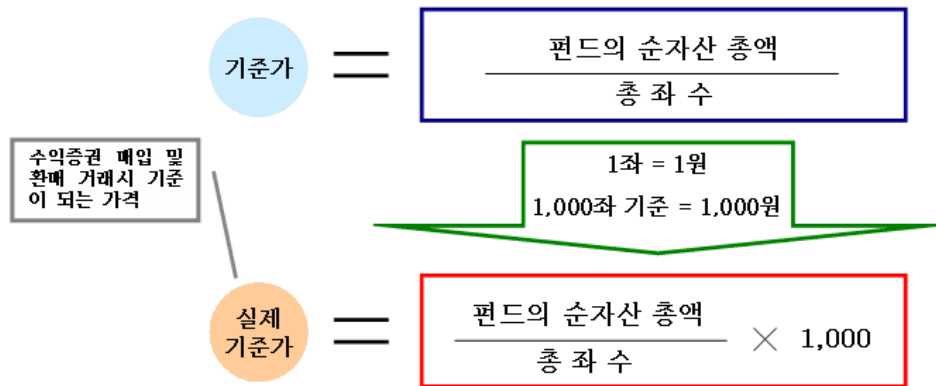 기준가
=
펀드의 순자산 총액
총 좌 수
수익증권 매입 및
환매 거래시 기준
이 되는 가격
1좌 = 1원
1,000좌 기준 = 1,000원
실제
기준가
=
펀드의 순자산 총액
총 좌 수
× 1,000